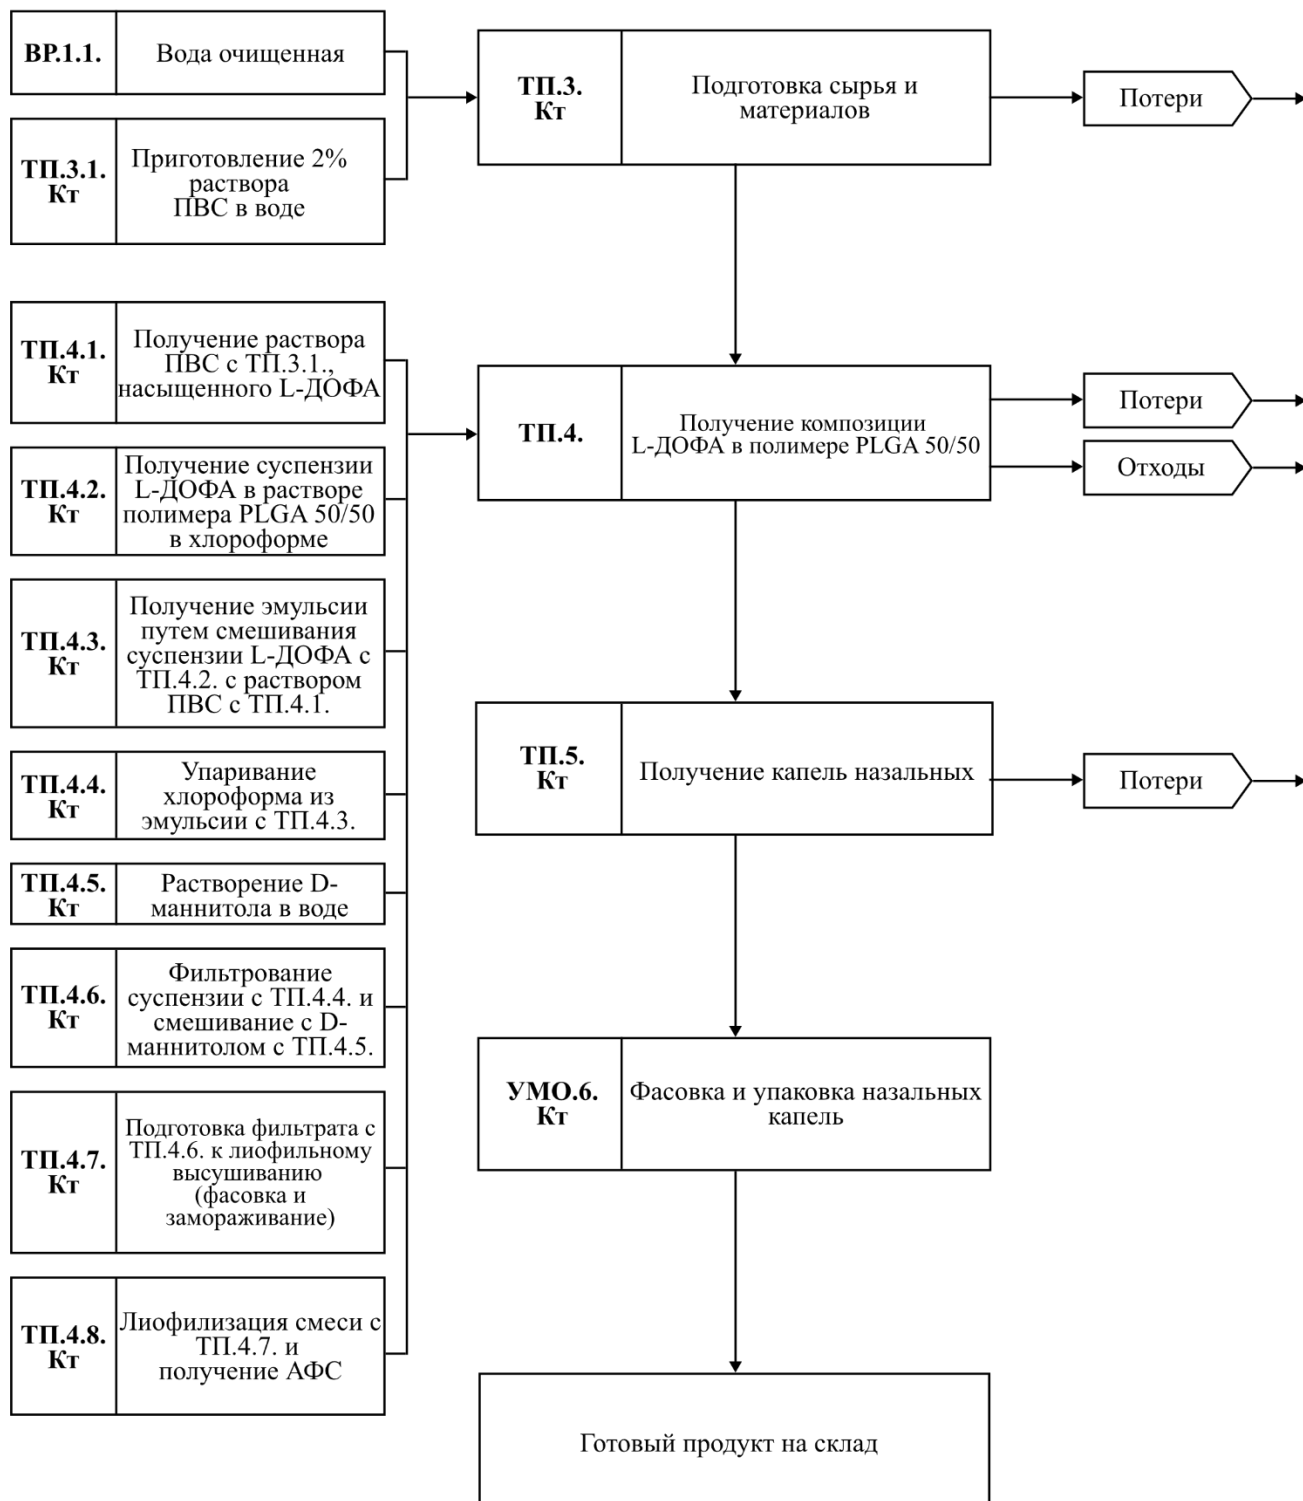 ВР.1.1.
Вода очищенная
ТП.3.1.
Кт
Приготовление 2%
раствора
ПВС в воде
ТП.3.
Кт
Подготовка сырья и
материалов
Потери
ТП.4.1.
Кт
Получение раствора
ПВС с ТП.3.1.,
насыщенного L-ДОФА
ТП.4.2.
Кт
Получение суспензии
L-ДОФА в растворе
полимера PLGA 50/50
в хлороформе
ТП.4.3.
Кт
Получение эмульсии
путем смешивания
суспензии L-ДОФА с
ТП.4.2. с раствором
ПВС с ТП.4.1.
ТП.4.4.
Кт
Упаривание
хлороформа из
эмульсии с ТП.4.3.
ТП.4.5.
Кт
Растворение D-
маннитола в воде
ТП.4.6.
Кт
Фильтрование
суспензии с ТП.4.4. и
смешивание с D-
маннитолом с ТП.4.5.
ТП.4.7.
Кт
Подготовка фильтрата с
ТП.4.6. к лиофильному
высушиванию
(фасовка и
замораживание)
ТП.4.8.
Кт
Лиофилизация смеси с
ТП.4.7. и
получение АФС
ТП.4.
Получение композиции
L-ДОФА в полимере PLGA 50/50
Потери
Отходы
ТП.5.
Кт
Получение капель назальных
Потери
УМО.6.
Кт
Фасовка и упаковка назальных
капель
Готовый продукт на склад